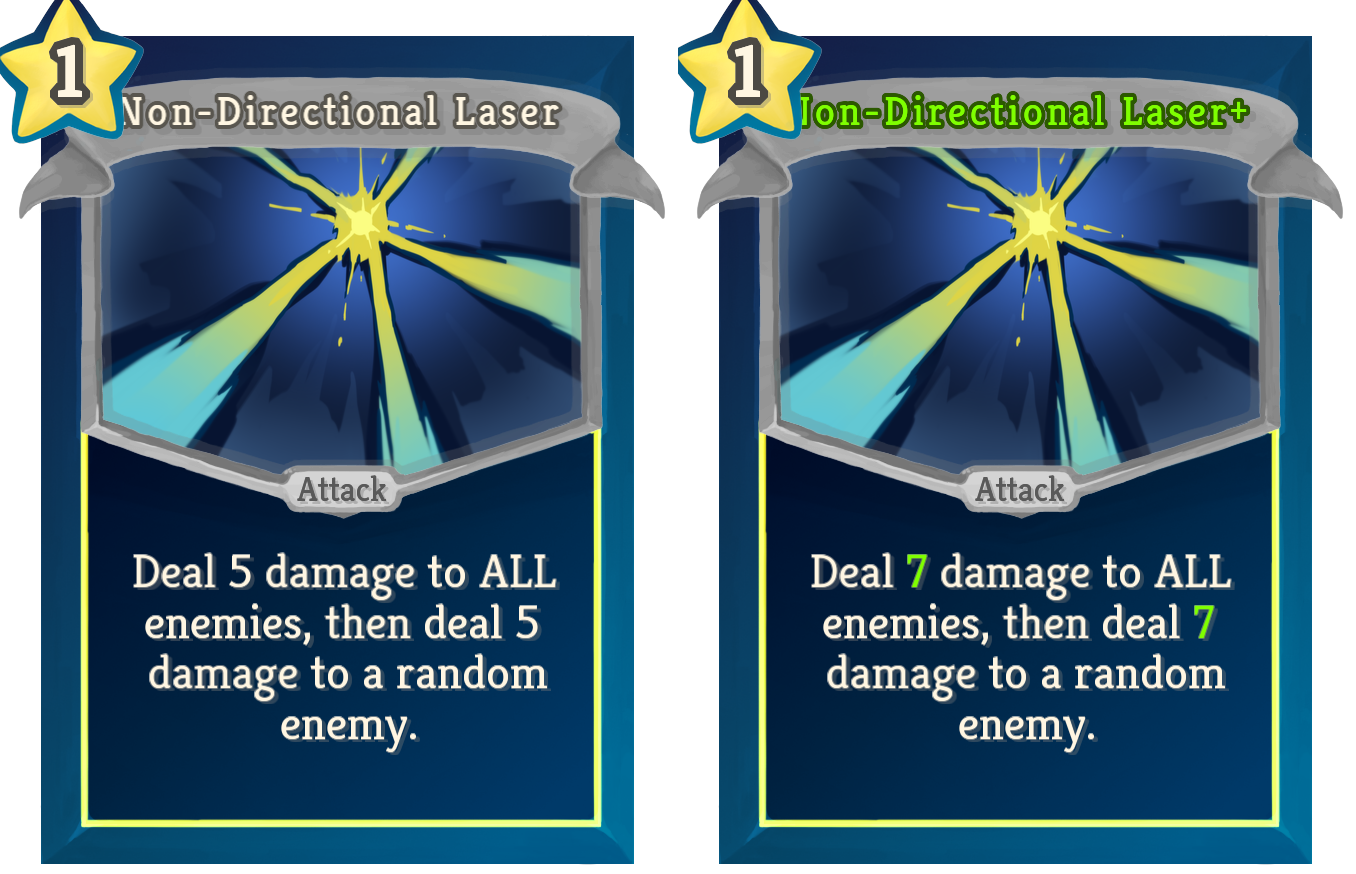 1
Non-Directional Laser
Attack
Deal 5 damage to ALL
enemies, then deal 5
damage to a random
enemy.
1
Non-Directional Laser+
Attack
Deal 7 damage to ALL
enemies, then deal 7
damage to a random
enemy.